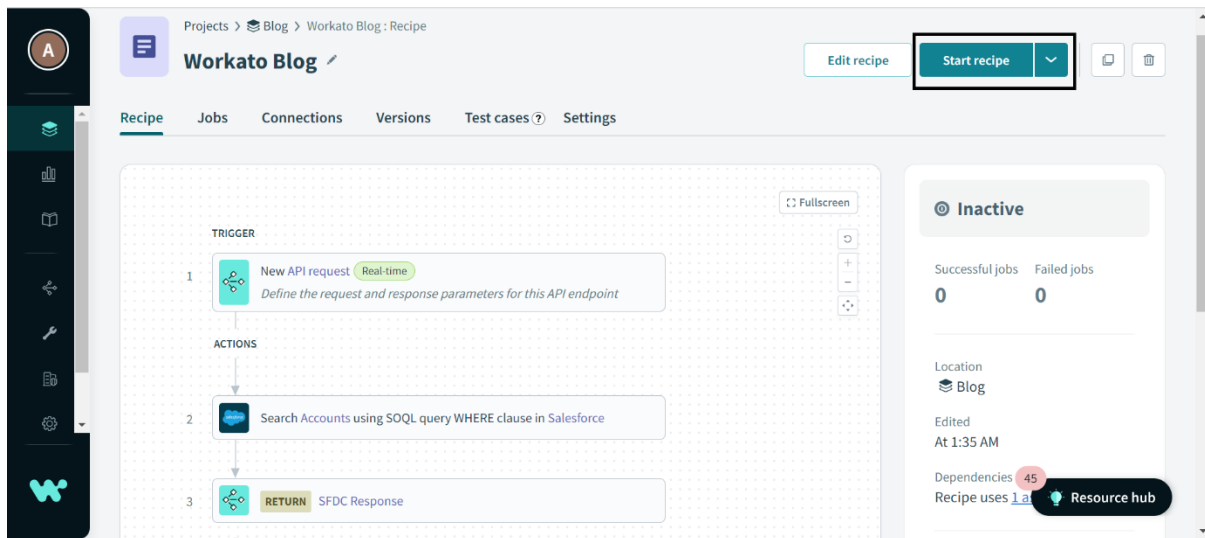 A
Projects > Blog > Workato Blog : Recipe
Workato Blog
Edit recipe
Start recipe
Recipe Jobs Connections Versions Test cases ? Settings
Fullscreen
TRIGGER
1
New API request Real-time
Define the request and response parameters for this API endpoint
ACTIONS
2
Search Accounts using SOQL query WHERE clause in Salesforce
3
RETURN SFDC Response
Inactive
Successful jobs Failed jobs
0 0
Location
Blog
Edited
At 1:35 AM
Dependencies 45
Recipe uses 1
Resource hub